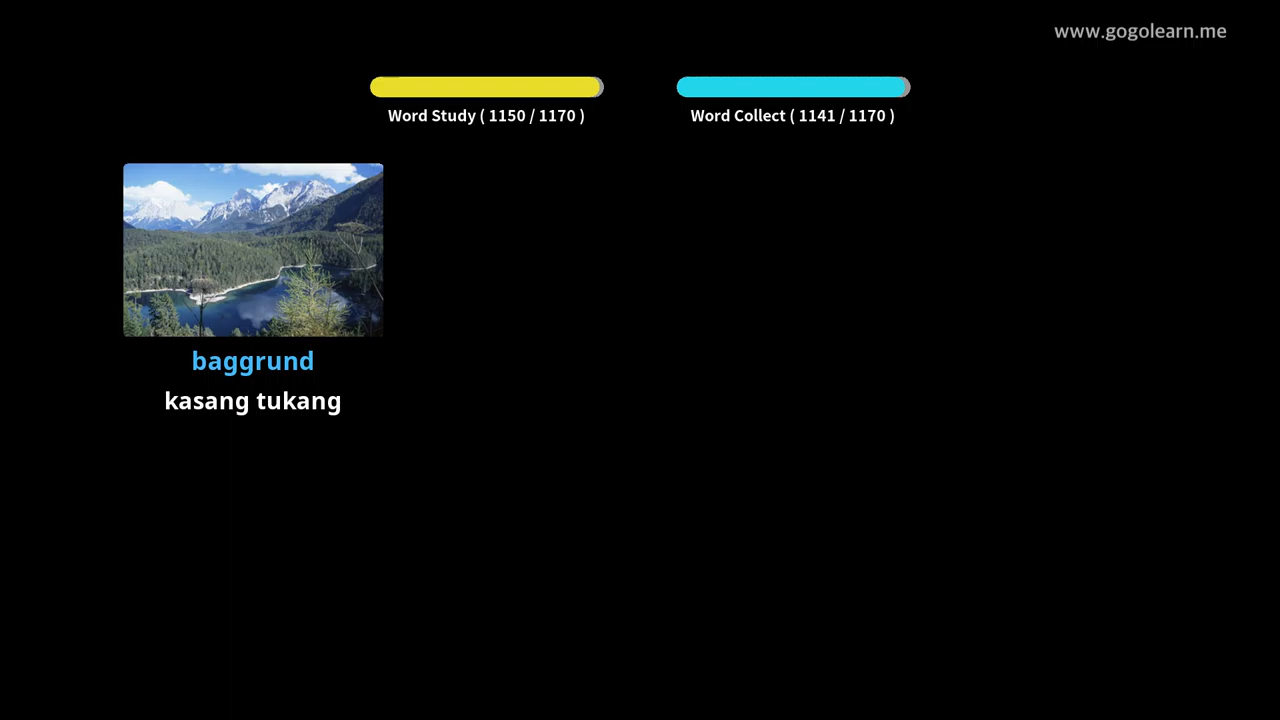 www.gogolearn.me
Word Study ( 1150 / 1170 )
Word Collect ( 1141 / 1170 )
baggrund
kasang tukang